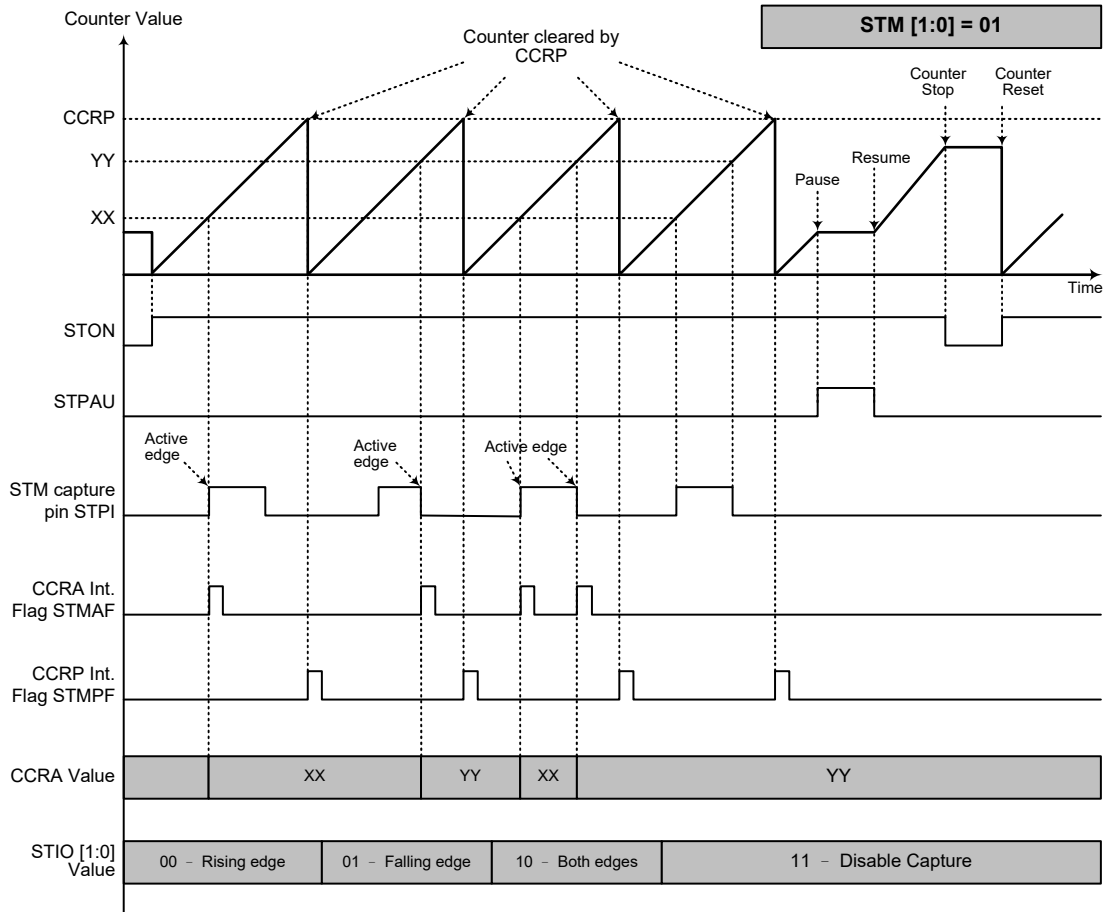 Counter Value
STM [1:0] = 01
Counter cleared by
CCRP
Counter
Stop
Counter
Reset
CCRP
YY
Resume
Pause
XX
Time
STON
STPAU
Active
edge
Active
edge
Active edge
STM capture
pin STPI
CCRA Int.
Flag STMAF
CCRP Int.
Flag STMPF
CCRA Value
XX
YY
XX
YY
STIO [1:0]
Value
00 – Rising edge
01 – Falling edge
10 – Both edges
11 – Disable Capture